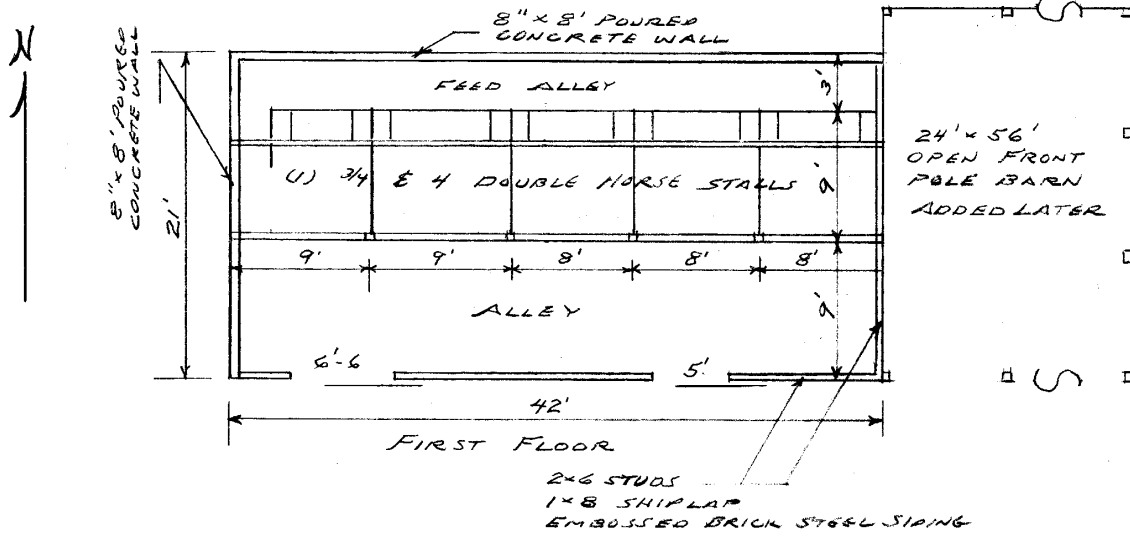 N
8" x 8' POURED
CONCRETE WALL
8" x 8' POURED
CONCRETE WALL
FEED ALLEY
3'
24' x 56'
OPEN FRONT
POLE BARN
ADDED LATER
(1) 3/4 & 4 DOUBLE HORSE STALLS
9'
21'
9' 9' 8' 8' 8'
ALLEY
9'
6'-6
5'
42'
FIRST FLOOR
2x6 STUDS
1x8 SHIPLAP
EMBOSSED BRICK STEEL SIDING